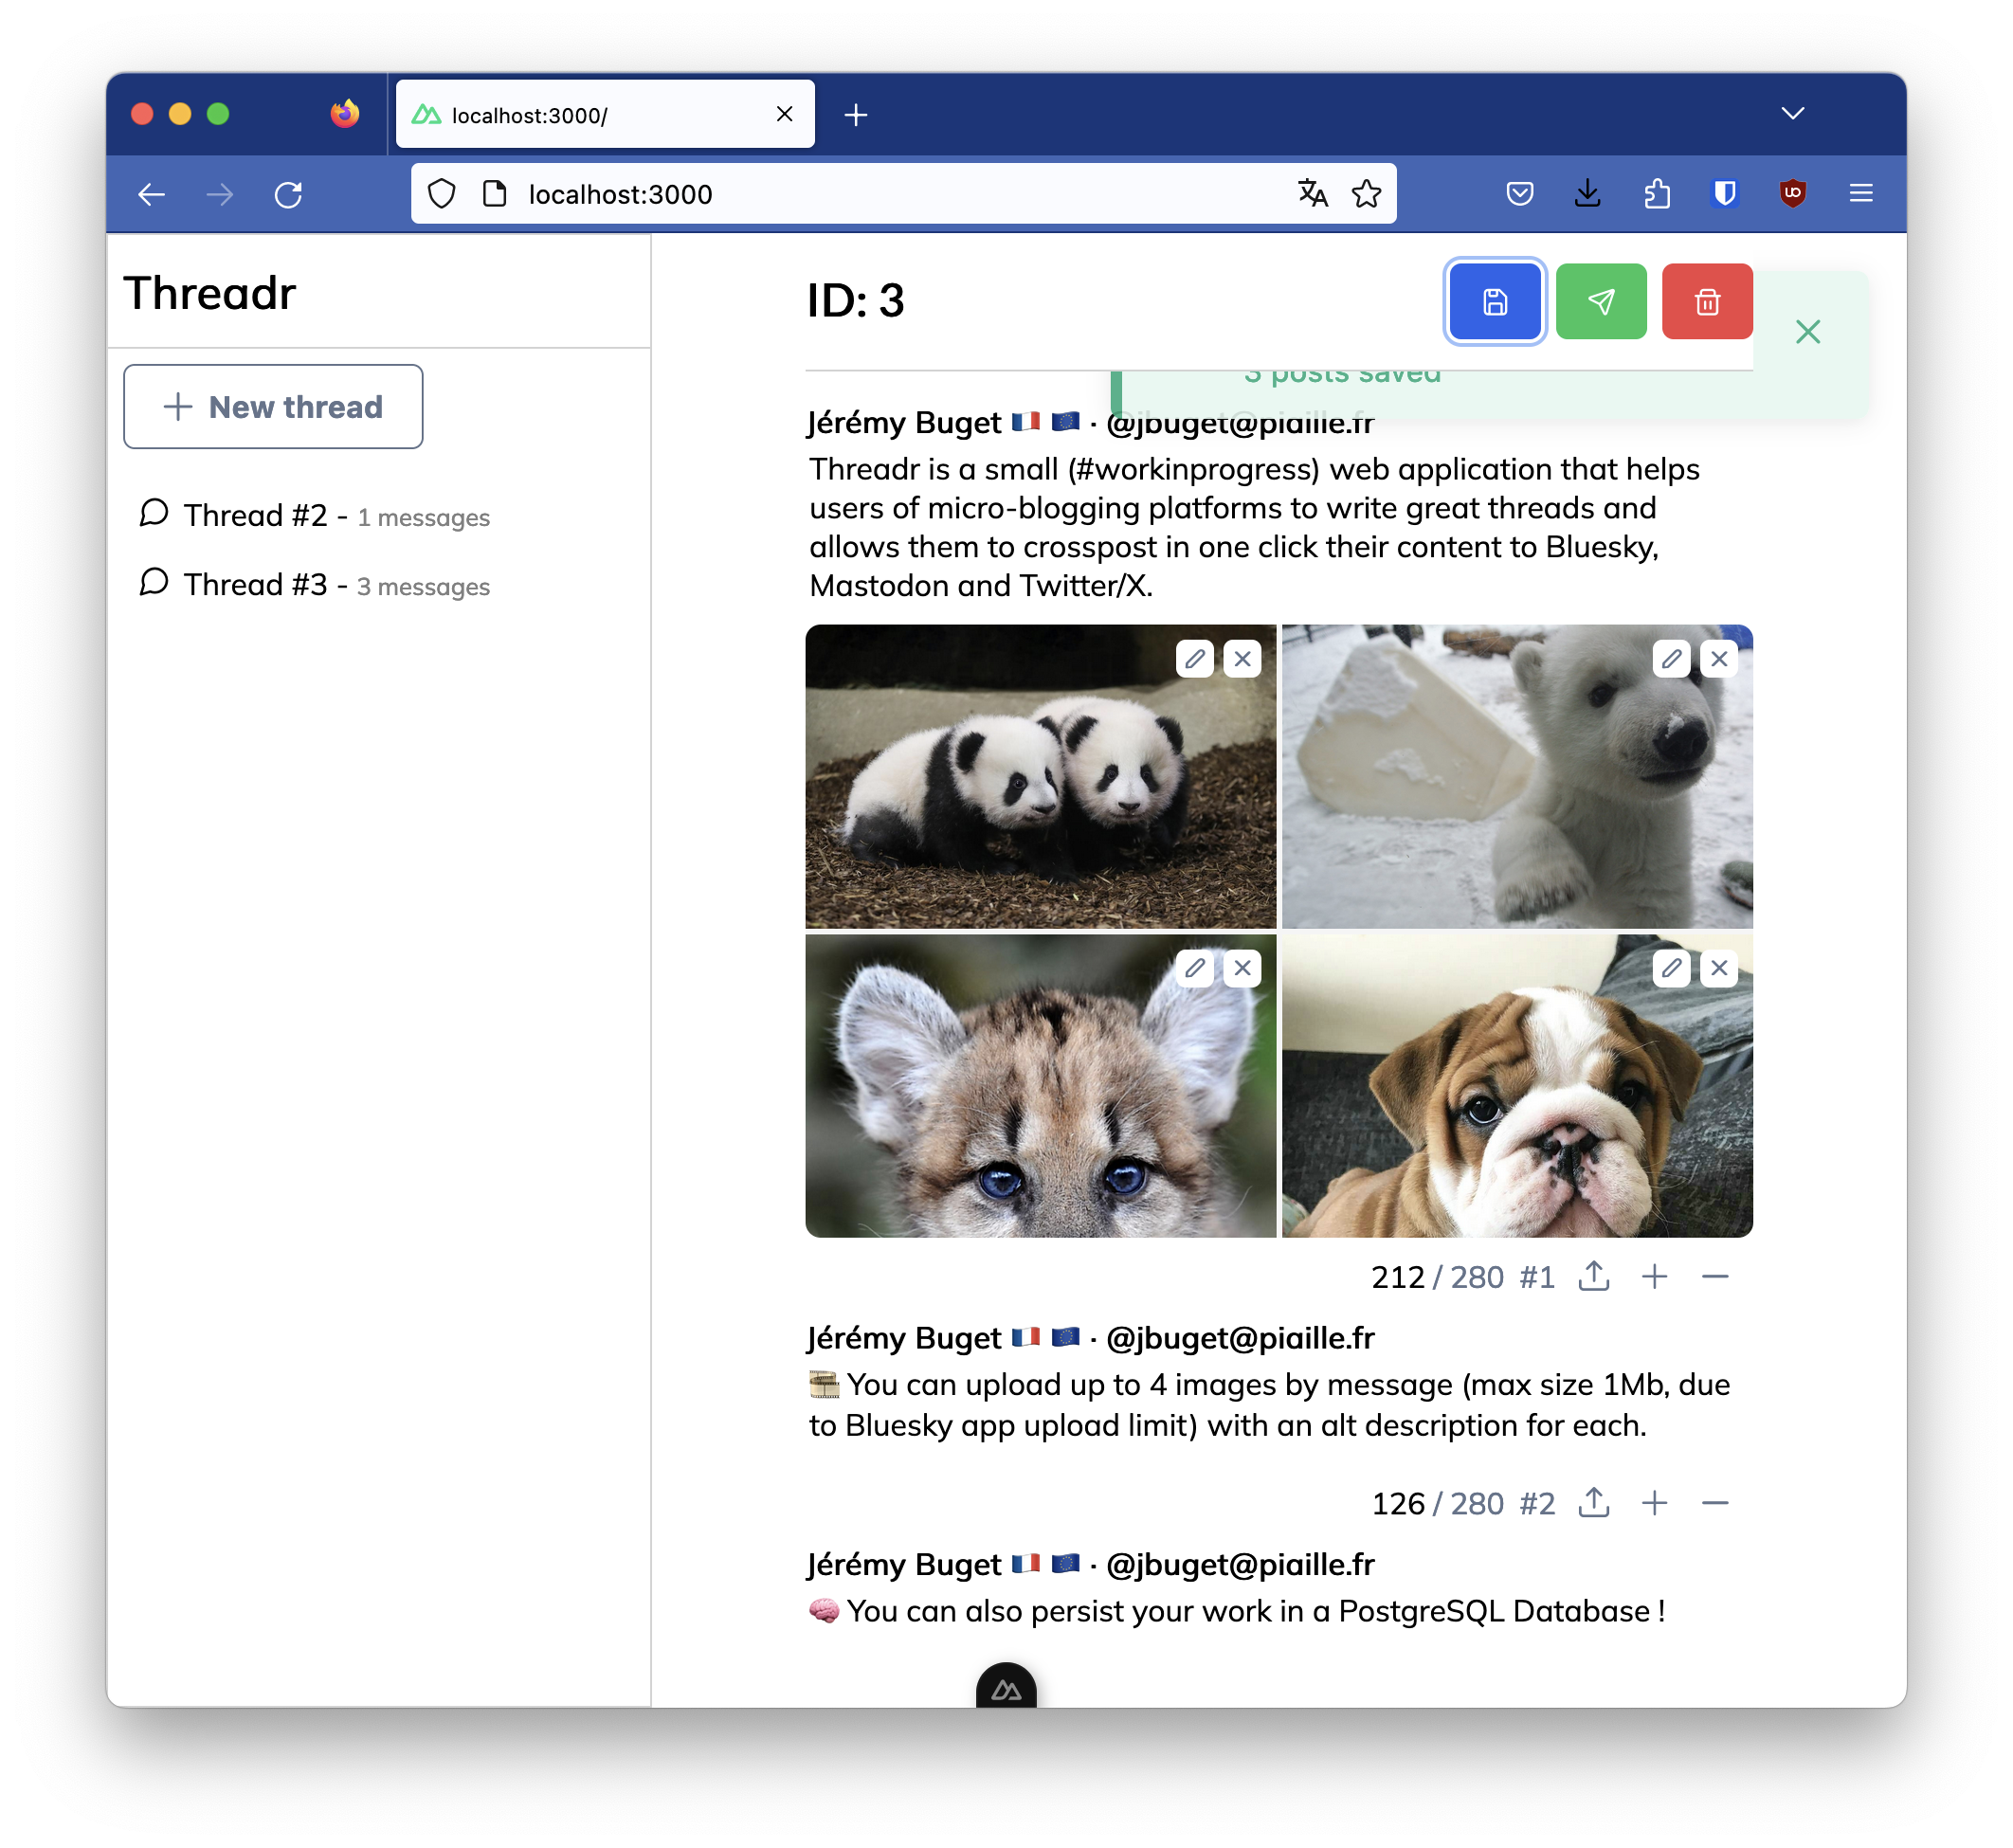 localhost:3000/
localhost:3000
Threadr
New thread
Thread #2 - 1 messages
Thread #3 - 3 messages
ID: 3
3 posts saved
Jérémy Buget 🇫🇷 🇪🇺 · @jbuget@piaille.fr
Threadr is a small (#workinprogress) web application that helps
users of micro-blogging platforms to write great threads and
allows them to crosspost in one click their content to Bluesky,
Mastodon and Twitter/X.
212 / 280 #1
Jérémy Buget 🇫🇷 🇪🇺 · @jbuget@piaille.fr
🎞️ You can upload up to 4 images by message (max size 1Mb, due
to Bluesky app upload limit) with an alt description for each.
126 / 280 #2
Jérémy Buget 🇫🇷 🇪🇺 · @jbuget@piaille.fr
🧠 You can also persist your work in a PostgreSQL Database !